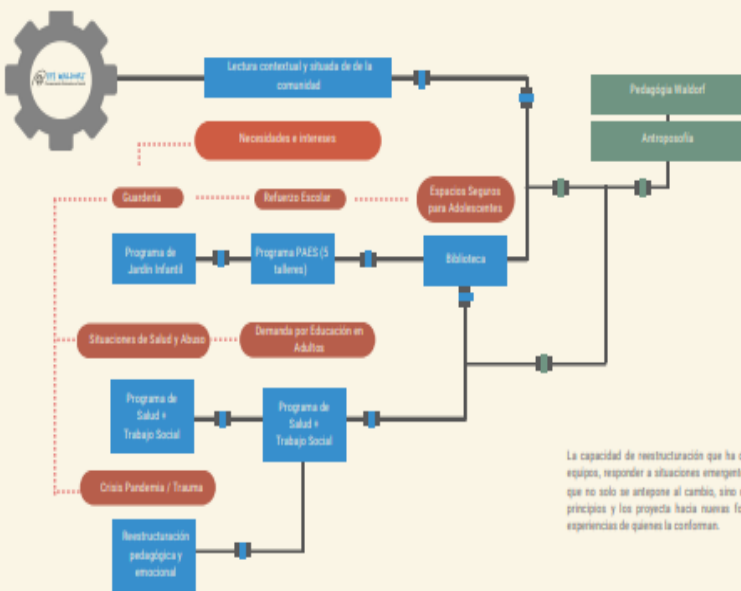 Lectura contextual y situada de de la
comunidad
Pedagógia Waldorf
Antroposofía
Necesidades e intereses
Guardería
Refuerzo Escolar
Espacios Seguros
para Adolescentes
Programa de
Jardín Infantil
Programa PAES (5
talleres)
Biblioteca
Situaciones de Salud y Abuso
Demanda por Educación en
Adultos
Programa de
Salud +
Trabajo Social
Programa de
Salud +
Trabajo Social
Crisis Pandemia / Trauma
Reestructuración
pedagógica y
emocional
La capacidad de reestructuración que ha
equipos, responder a situaciones
que no solo se antepone al cambio, sino
principios y los proyecta hacia nuevas
experiencias de quienes la conforman.